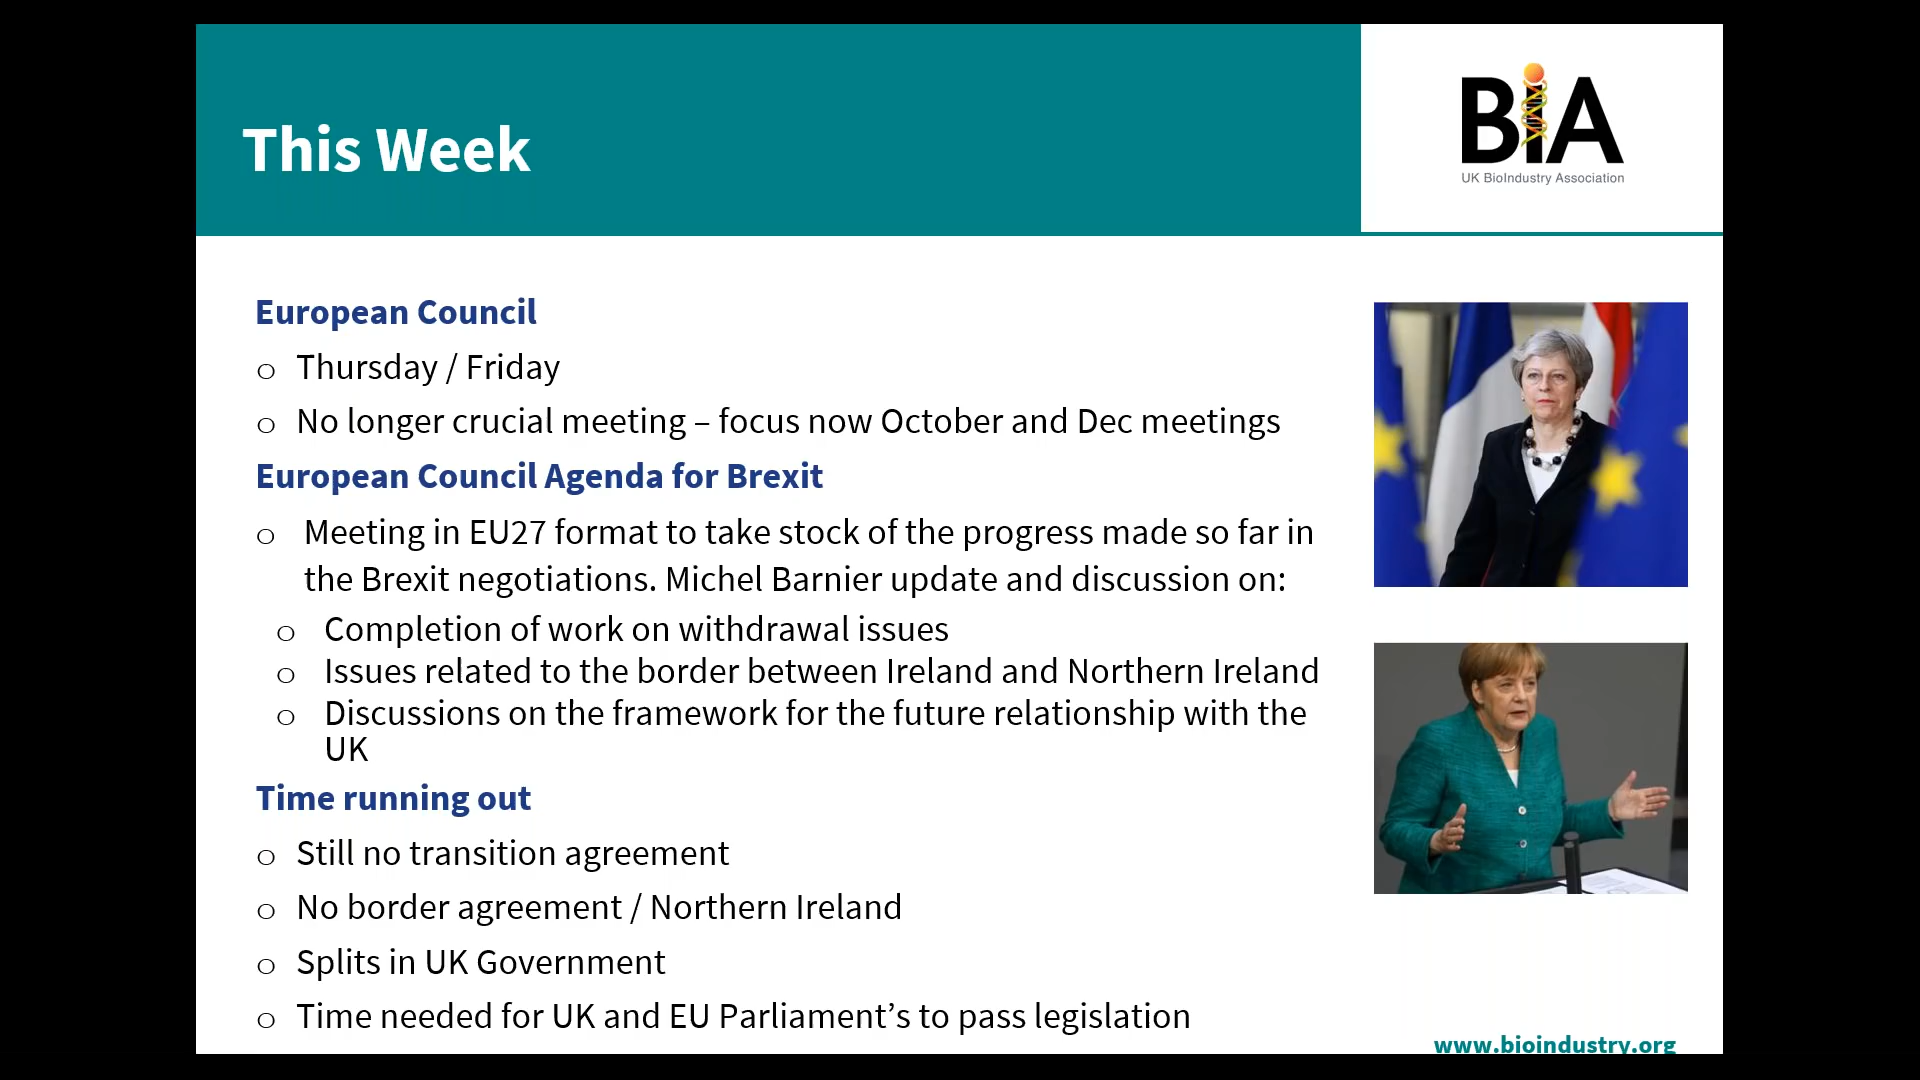 This Week
BiA
UK BioIndustry Association
European Council
o Thursday / Friday
o No longer crucial meeting – focus now October and Dec meetings
European Council Agenda for Brexit
o Meeting in EU27 format to take stock of the progress made so far in
the Brexit negotiations. Michel Barnier update and discussion on:
o Completion of work on withdrawal issues
o Issues related to the border between Ireland and Northern Ireland
o Discussions on the framework for the future relationship with the
UK
Time running out
o Still no transition agreement
o No border agreement / Northern Ireland
o Splits in UK Government
o Time needed for UK and EU Parliament’s to pass legislation
www.bioindustry.org